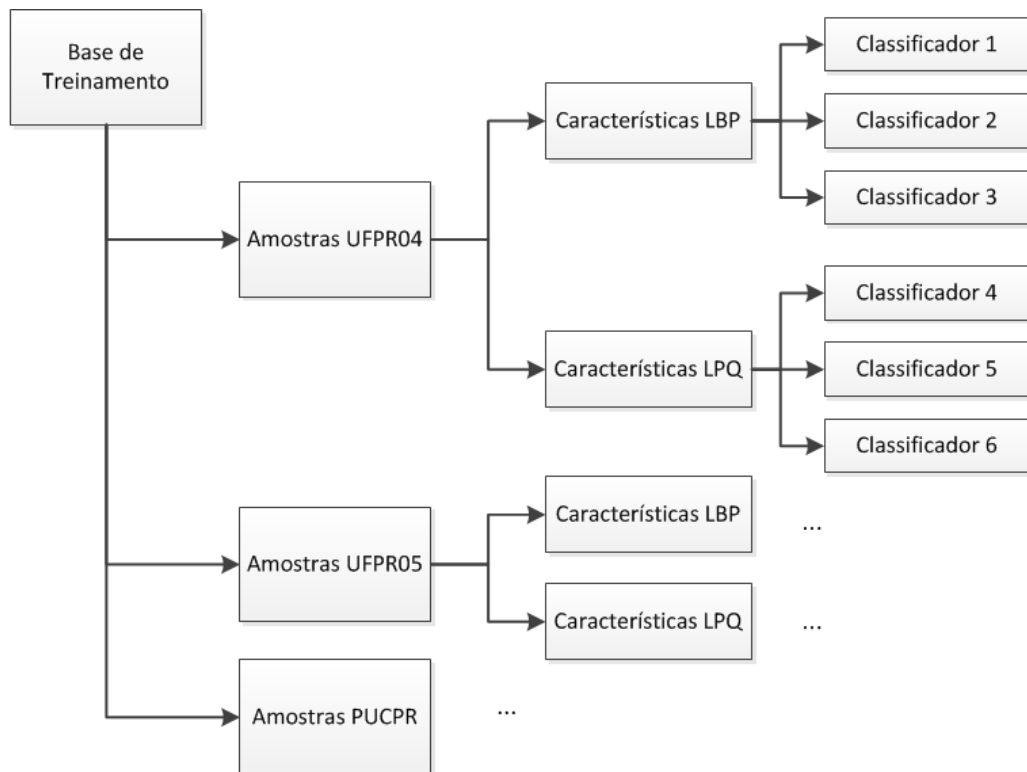 Base de
Treinamento
Amostras UFPR04
Características LBP
Classificador 1
Classificador 2
Classificador 3
Características LPQ
Classificador 4
Classificador 5
Classificador 6
Amostras UFPR05
Características LBP
...
Características LPQ
...
Amostras PUCPR
...